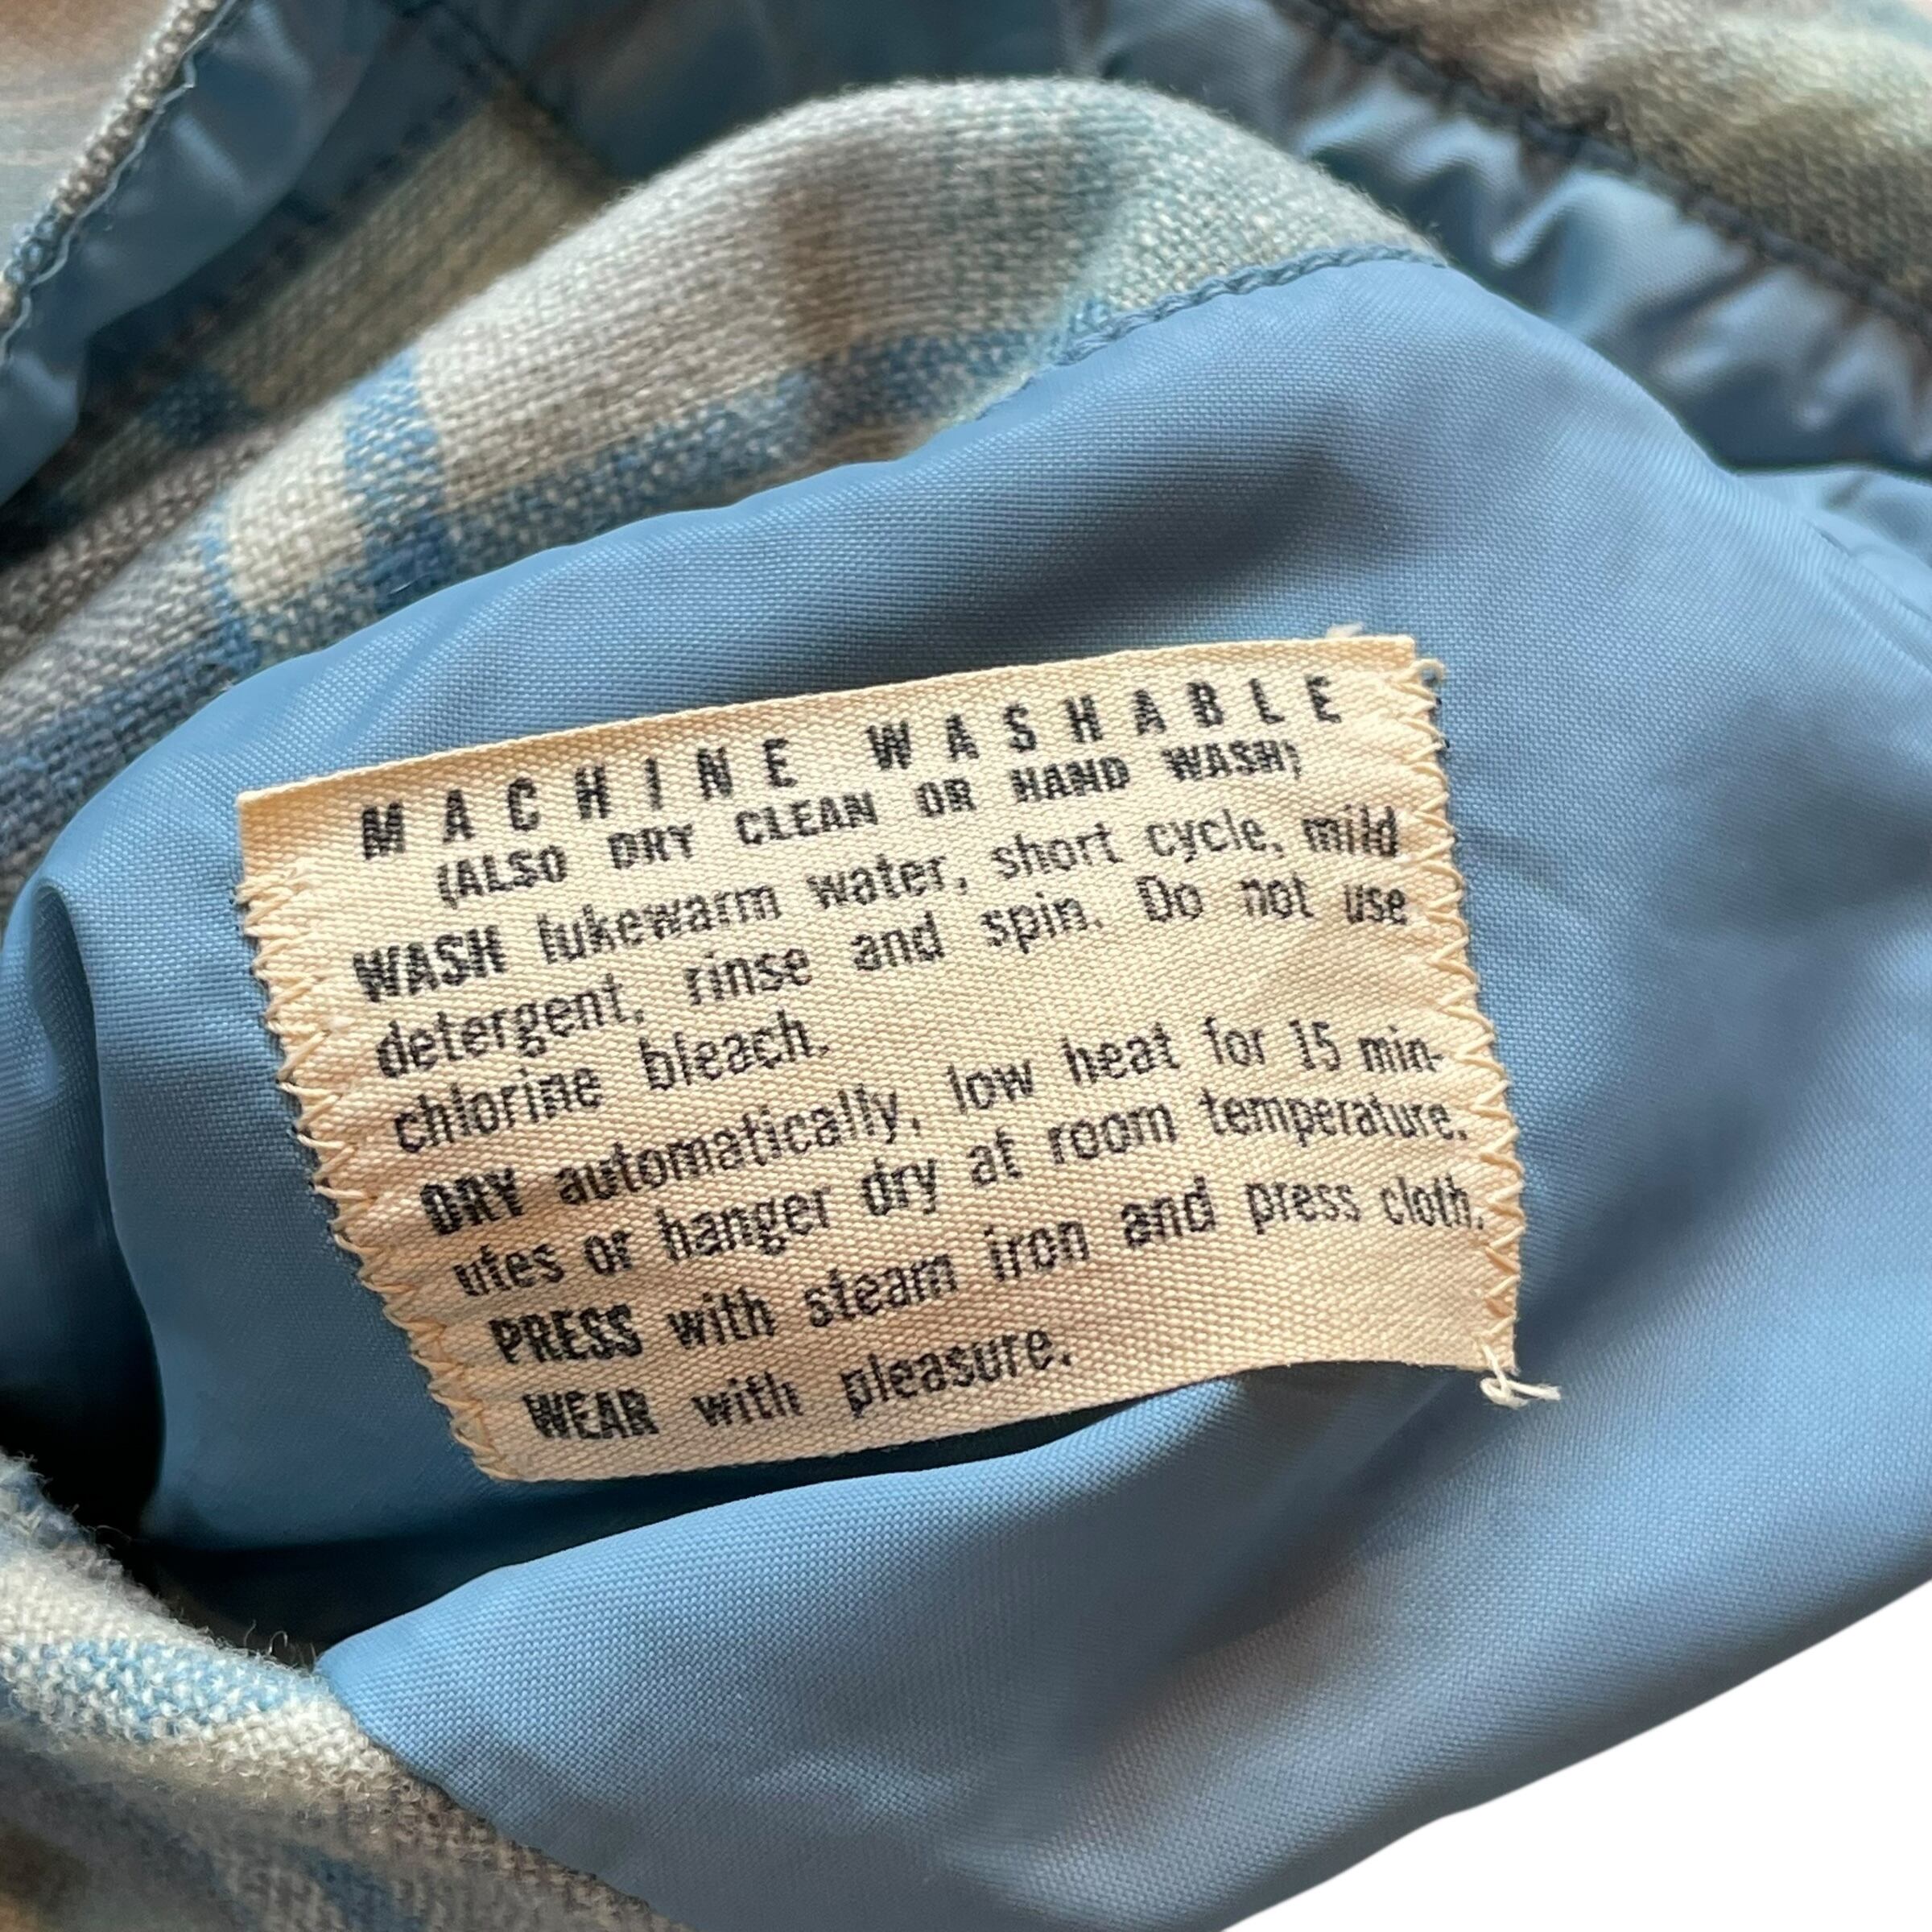 MACHINE WASHABLE
(ALSO DRY CLEAN OR HAND WASH)
WASH lukewarm water, short cycle, mild
detergent, rinse and spin. Do not use
chlorine bleach.
DRY automatically, low heat for 15 min-
utes or hanger dry at room temperature.
PRESS with steam iron and press cloth.
WEAR with pleasure.